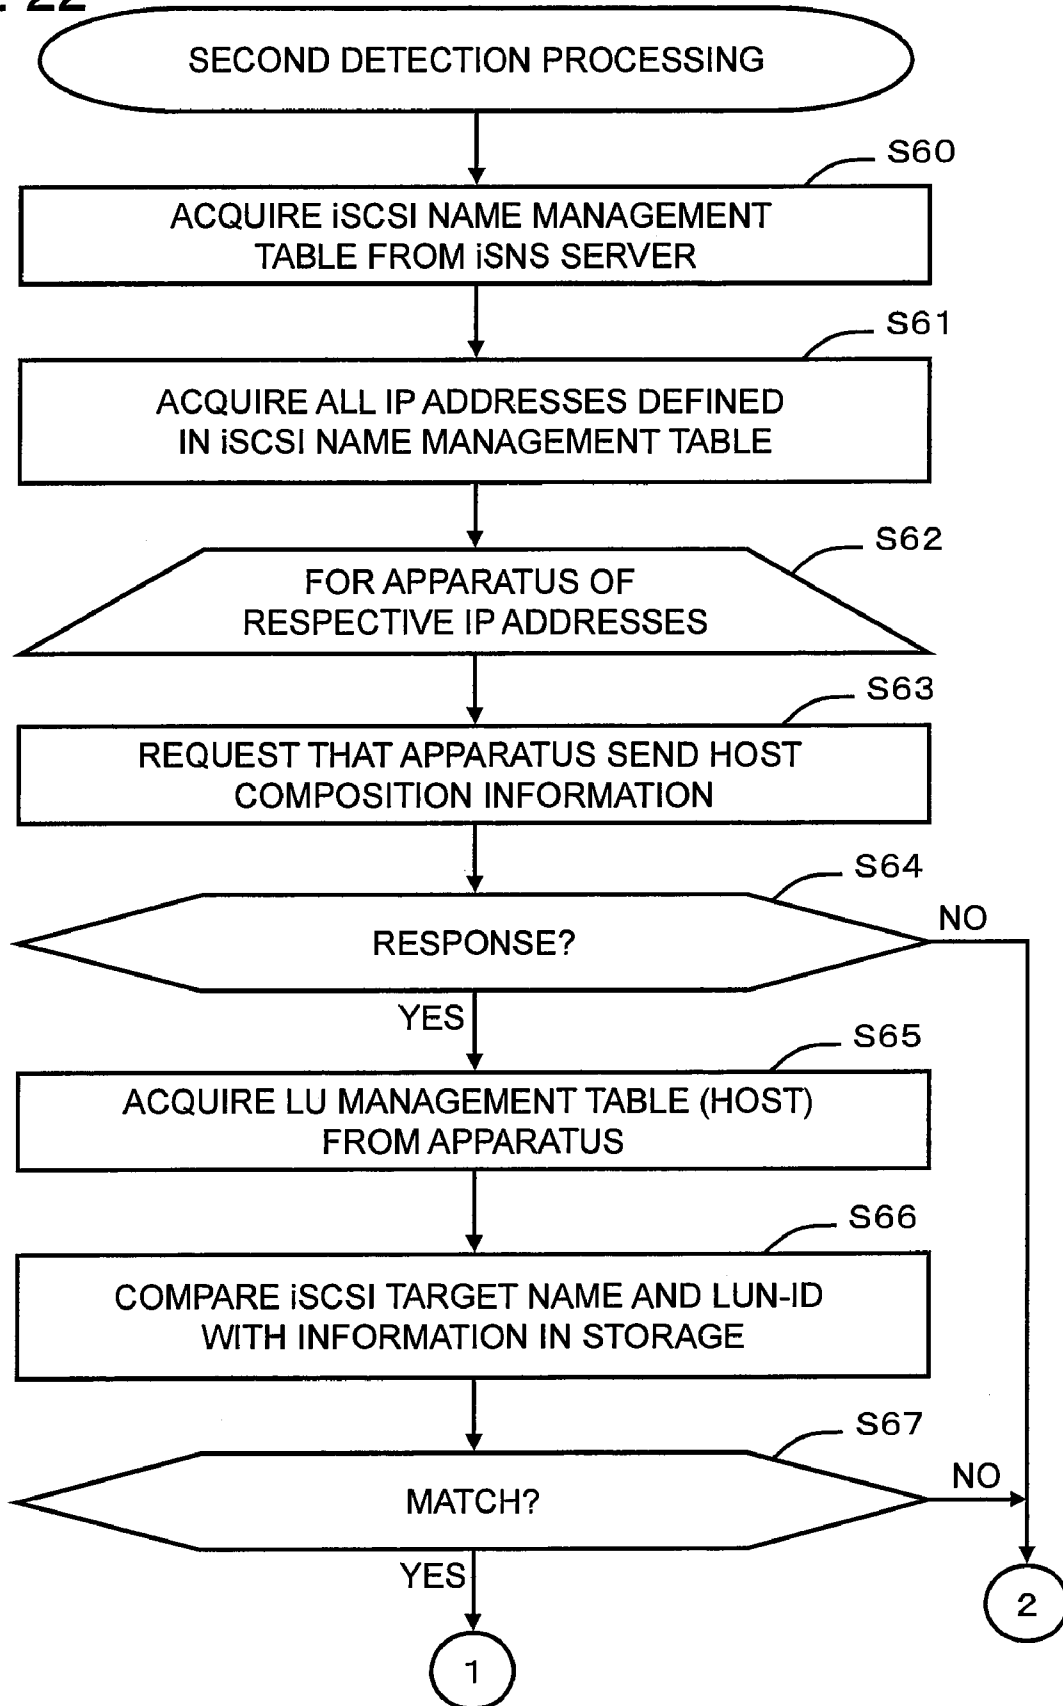 22
SECOND DETECTION PROCESSING
S60
ACQUIRE iSCSI NAME MANAGEMENT
TABLE FROM iSNS SERVER
S61
ACQUIRE ALL IP ADDRESSES DEFINED
IN iSCSI NAME MANAGEMENT TABLE
S62
FOR APPARATUS OF
RESPECTIVE IP ADDRESSES
S63
REQUEST THAT APPARATUS SEND HOST
COMPOSITION INFORMATION
S64
RESPONSE?
NO
YES
S65
ACQUIRE LU MANAGEMENT TABLE (HOST)
FROM APPARATUS
S66
COMPARE iSCSI TARGET NAME AND LUN-ID
WITH INFORMATION IN STORAGE
S67
MATCH?
NO
YES
2
1